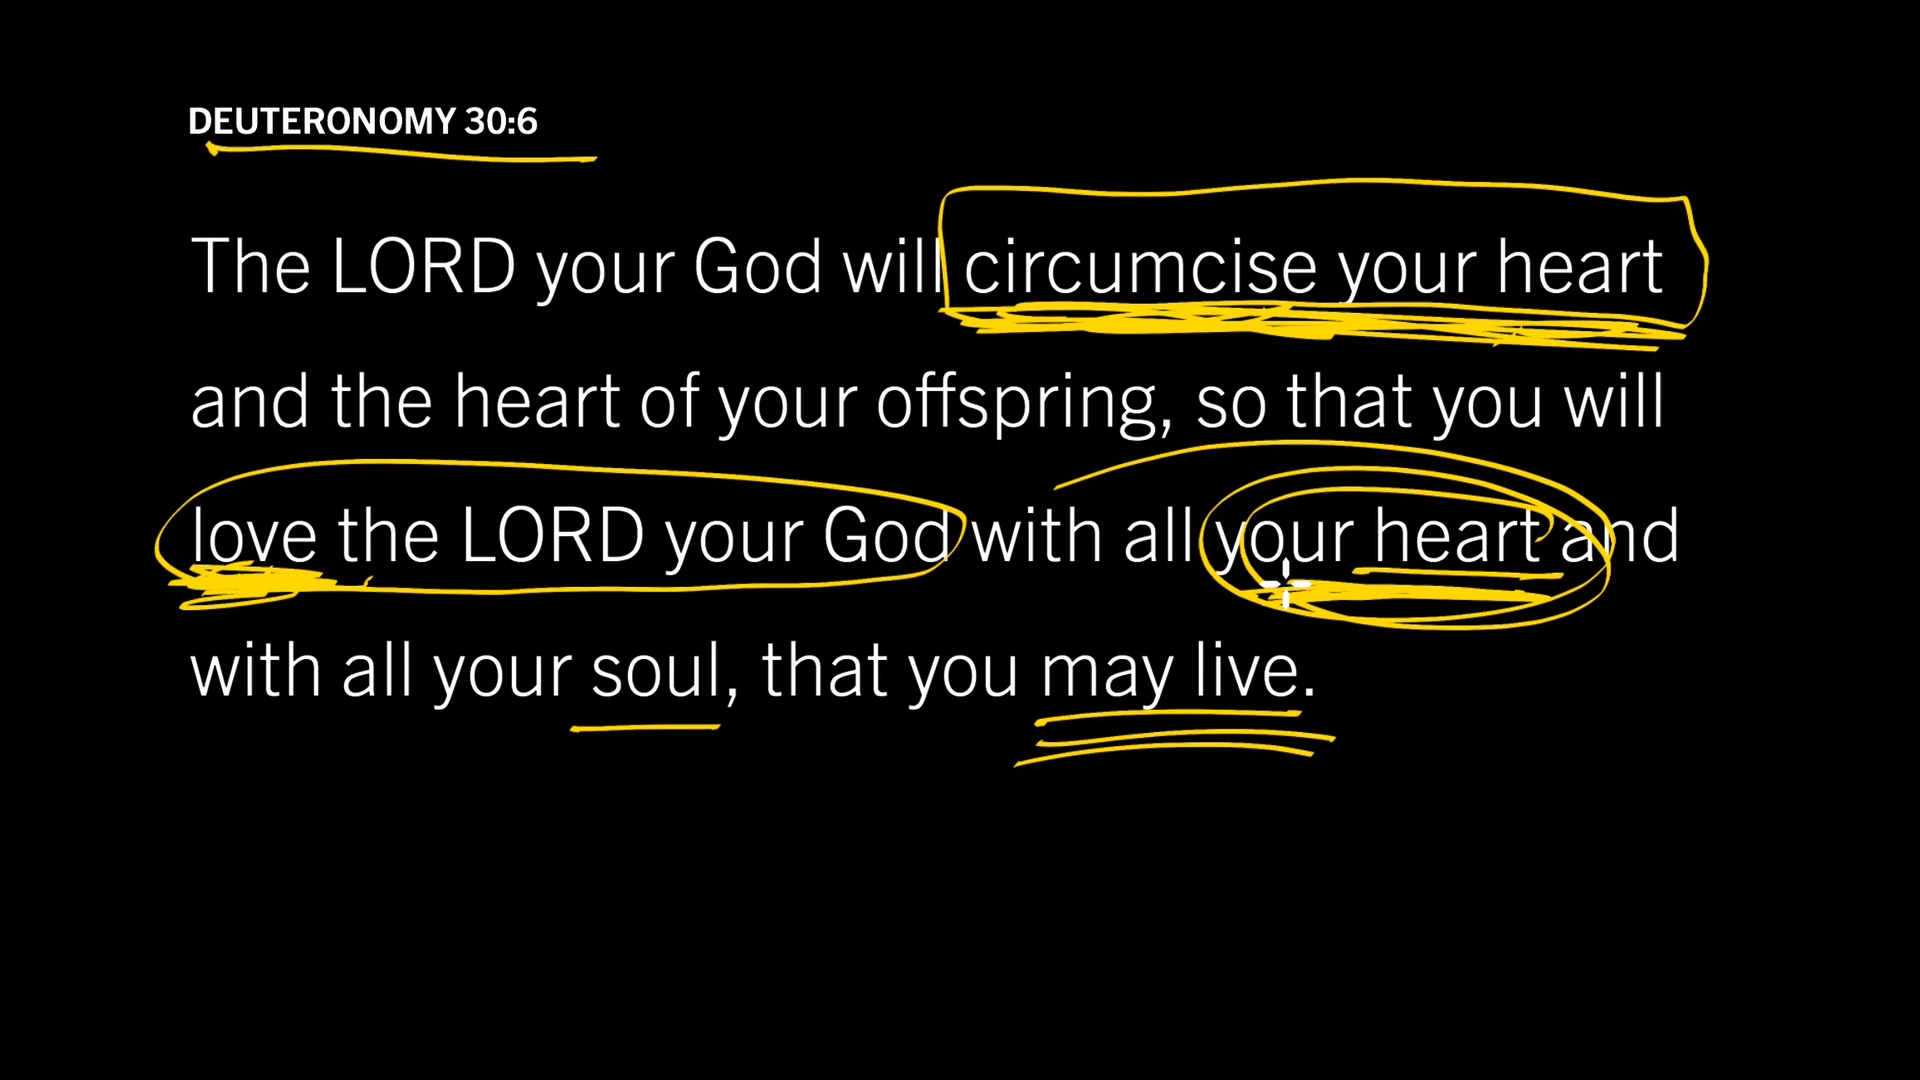 DEUTERONOMY 30:6
The LORD your God will circumcise your heart
and the heart of your offspring, so that you will
love the LORD your God with all your heart and
with all your soul, that you may live.